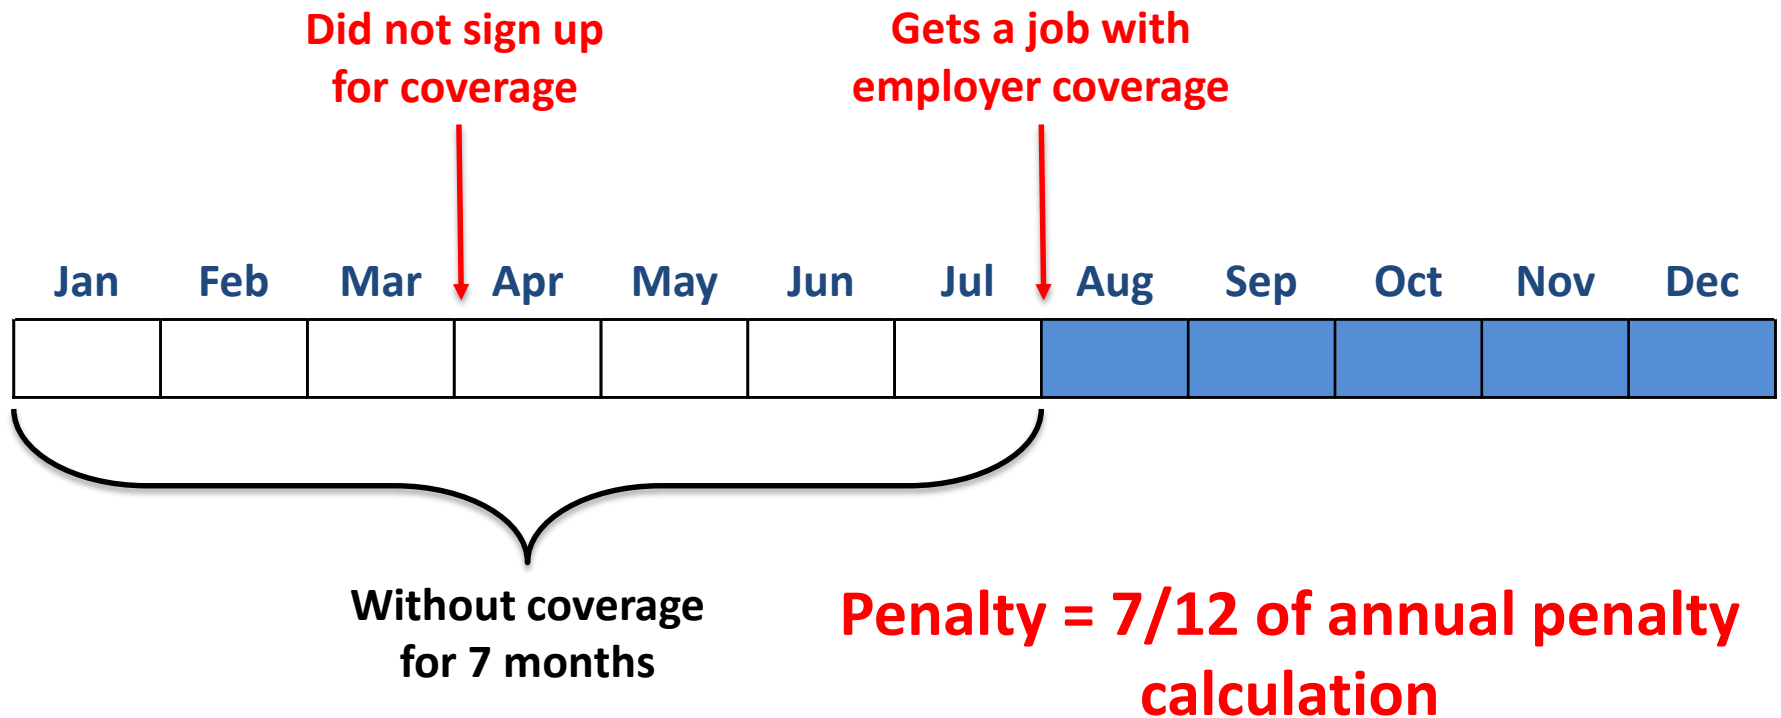 Did not sign up
for coverage
Gets a job with
employer coverage
Jan Feb Mar Apr May Jun Jul Aug Sep Oct Nov Dec
Without coverage
for 7 months
Penalty = 7/12 of annual penalty
calculation